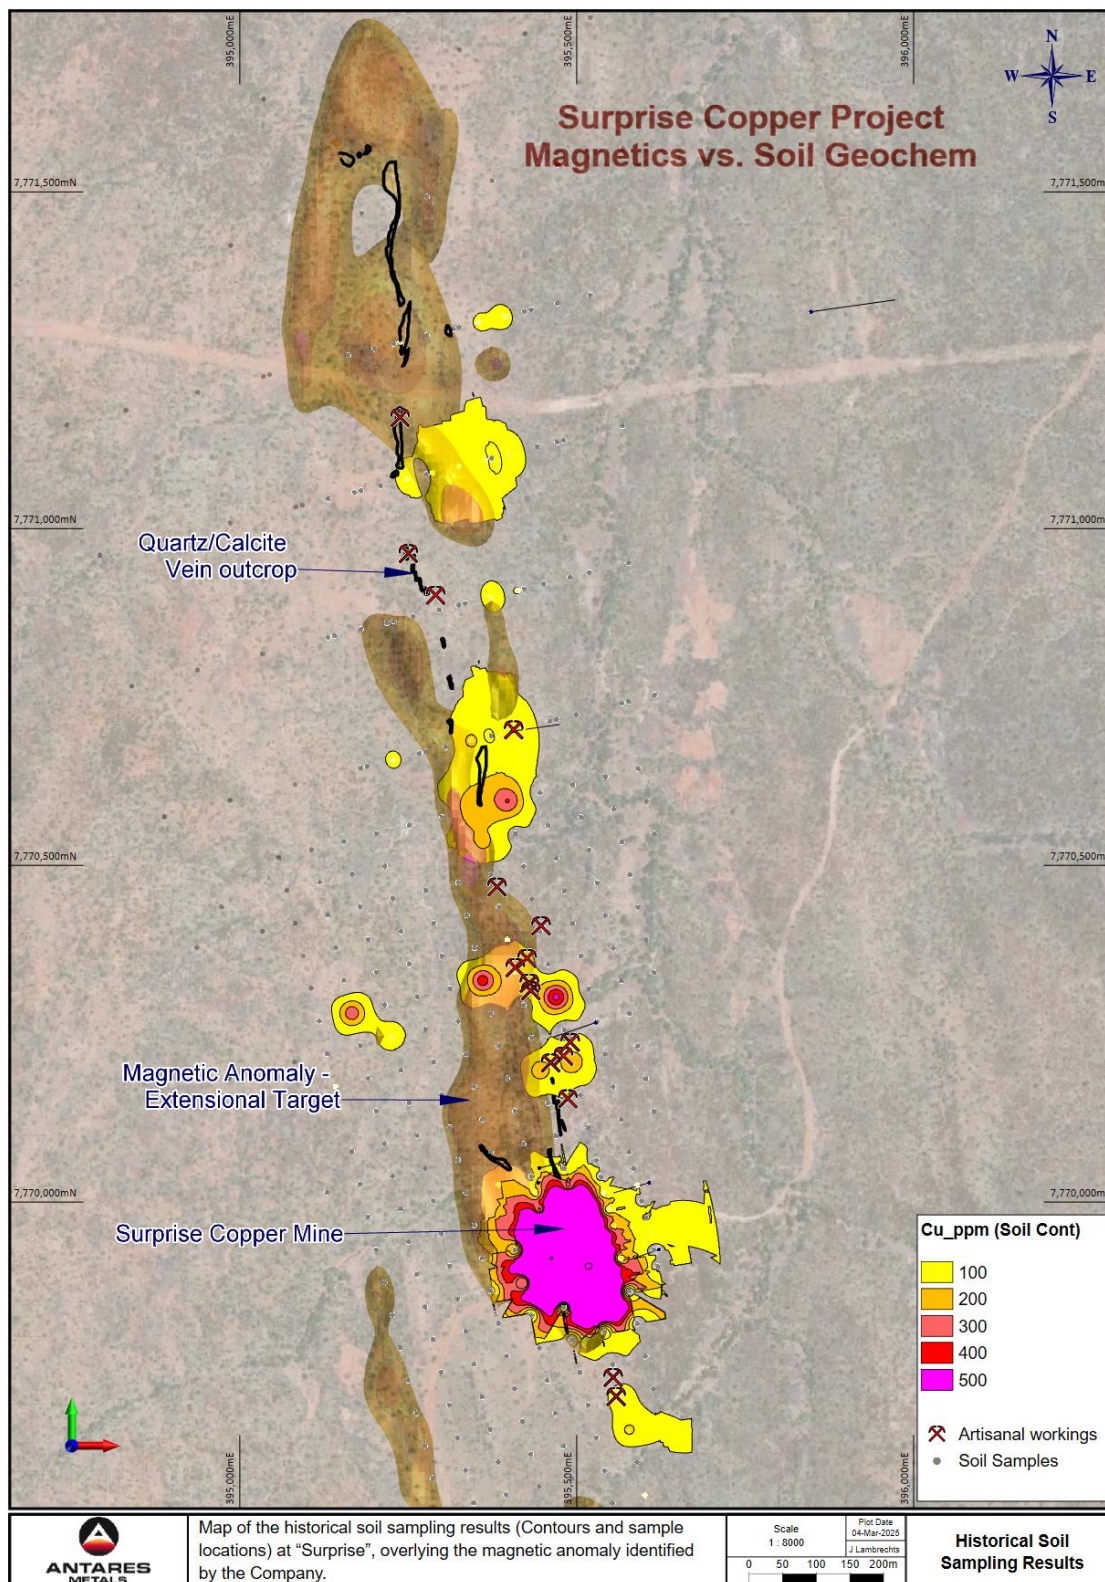 395,000mE
395,500mE
396,000mE
N
W
E
S
Surprise Copper Project
Magnetics vs. Soil Geochem
7,771,500mN
7,771,500mN
Quartz/Calcite
Vein outcrop
7,771,000mN
7,771,000mN
7,770,500mN
7,770,500m
Magnetic Anomaly -
Extensional Target
7,770,000mN
7,770,000mN
Surprise Copper Mine
Cu_ppm (Soil Cont)
100
200
300
400
500
Artisanal workings
Soil Samples
395,000mE
395,500mE
396,000mE
ANTARES
METALS
Map of the historical soil sampling results (Contours and sample
locations) at “Surprise”, overlying the magnetic anomaly identified
by the Company.
Scale
1 : 8000
Plot Date
04-Mar-2025
J Lambrechts
0 50 100 150 200m
Historical Soil
Sampling Results